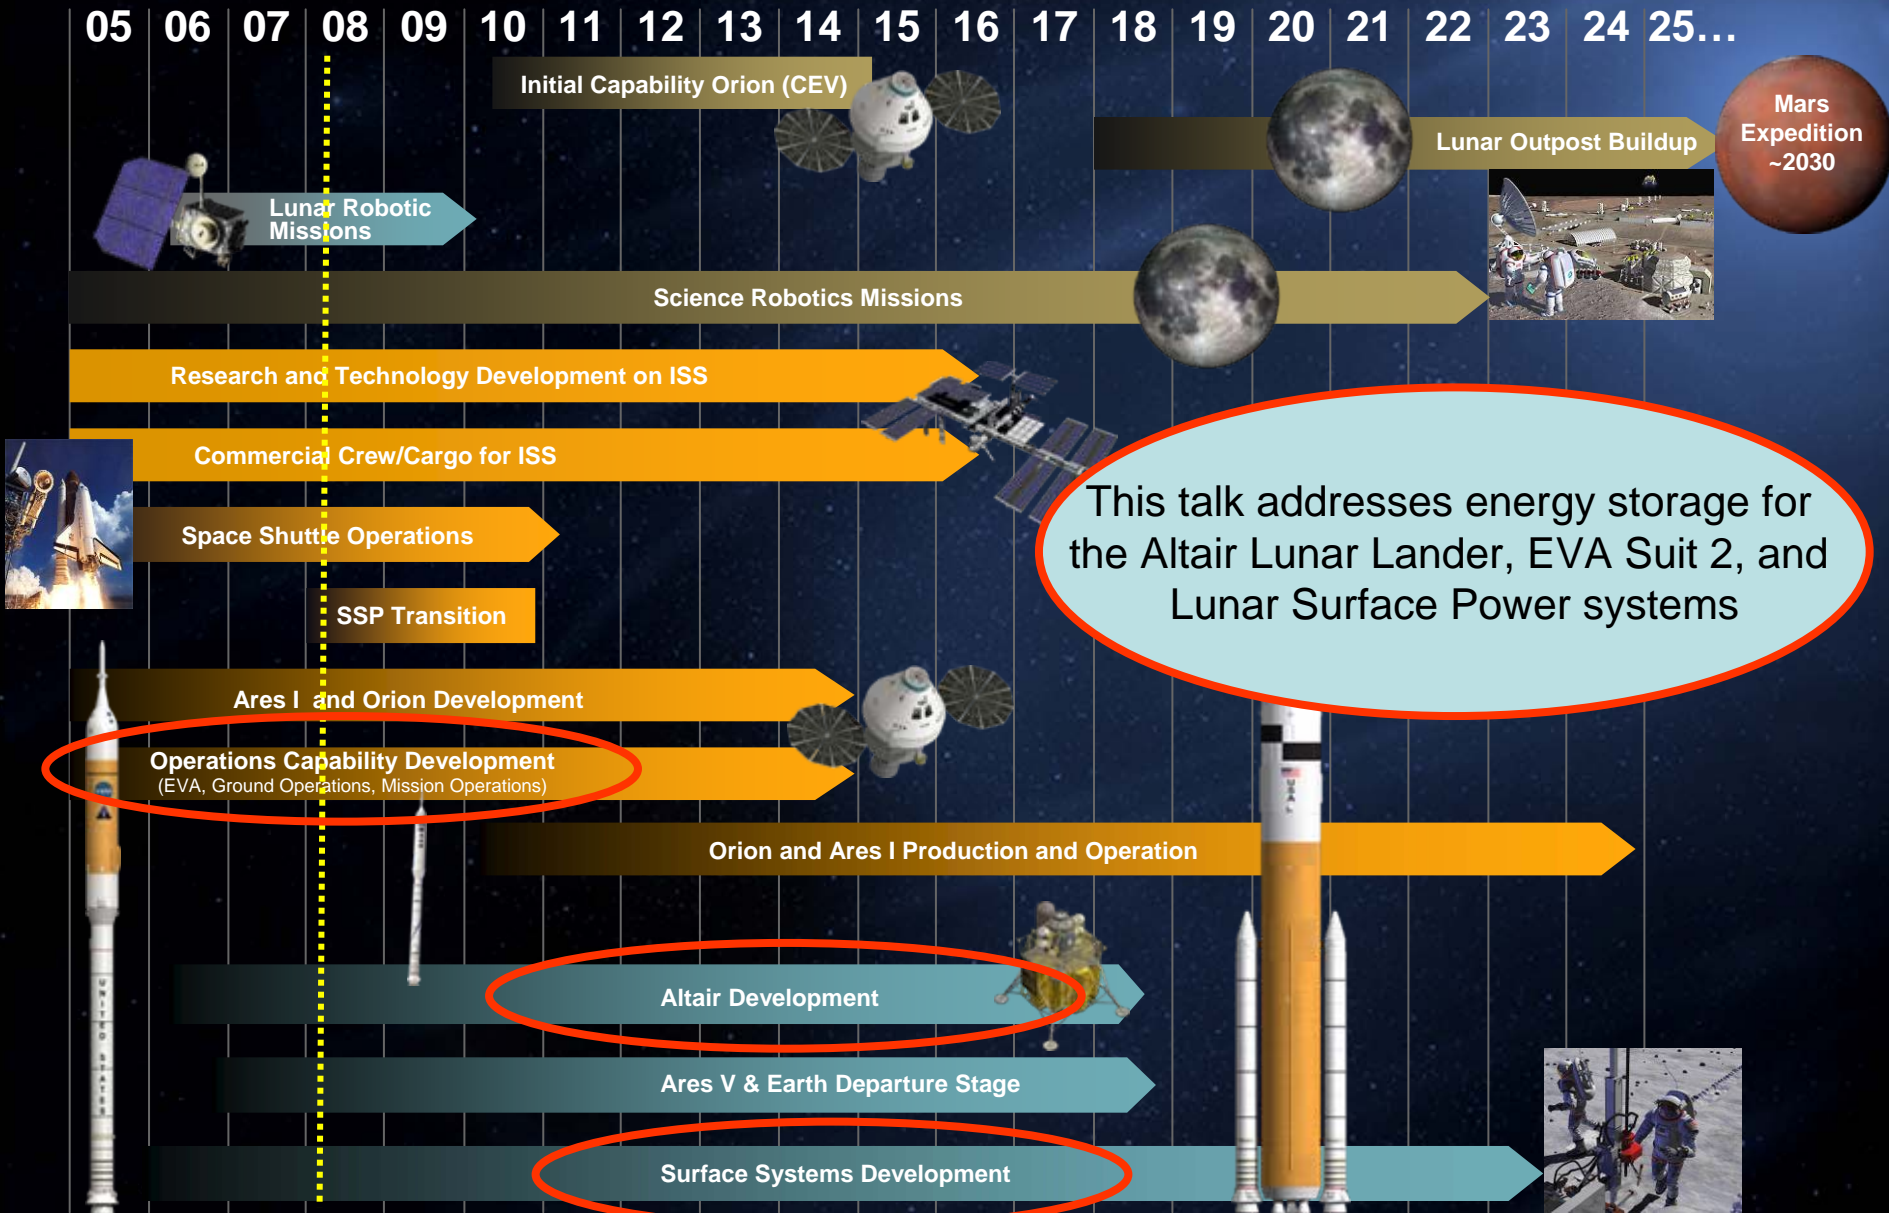 05 06 07 08 09 10 11 12 13 14 15 16 17 18 19 20 21 22 23 24 25...
Initial Capability Orion (CEV)
Mars
Expedition
~2030
Lunar Outpost Buildup
Lunar Robotic
Missions
Science Robotics Missions
Research and Technology Development on ISS
Commercial Crew/Cargo for ISS
This talk addresses energy storage for
the Altair Lunar Lander, EVA Suit 2, and
Lunar Surface Power systems
Space Shuttle Operations
SSP Transition
Ares I and Orion Development
Operations Capability Development
(EVA, Ground Operations, Mission Operations)
USA
Orion and Ares I Production and Operation
UNITED STATES
Altair Development
Ares V & Earth Departure Stage
Surface Systems Development